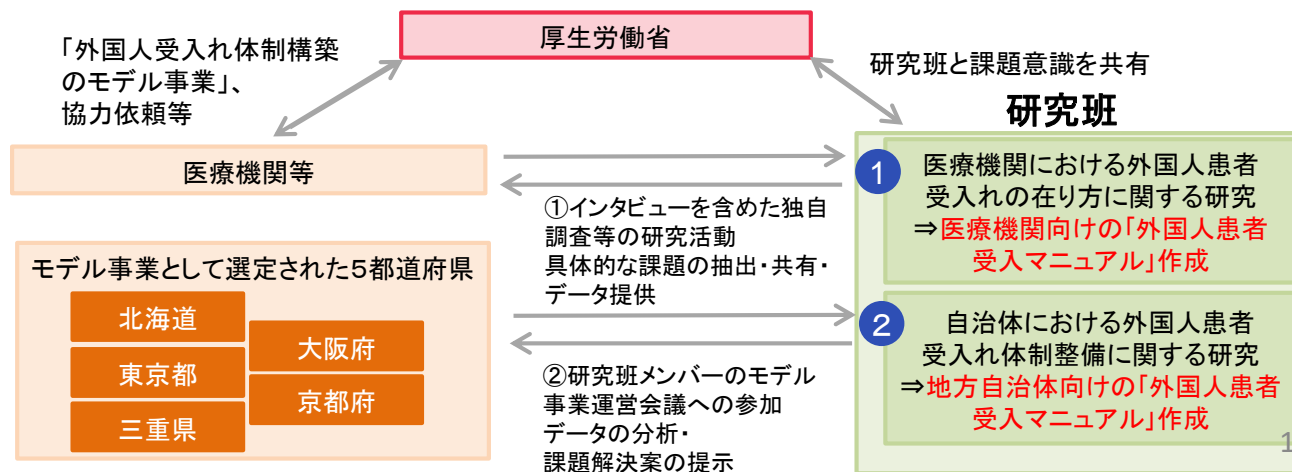 厚生労働省
「外国人受入れ体制構築
のモデル事業」、
協力依頼等
研究班と課題意識を共有
研究班
医療機関等
①インタビューを含めた独自
調査等の研究活動
具体的な課題の抽出・共有・
データ提供
1
医療機関における外国人患者
受入れの在り方に関する研究
⇒医療機関向けの「外国人患者
受入マニュアル」作成
モデル事業として選定された5都道府県
北海道
東京都
三重県
大阪府
京都府
②研究班メンバーのモデル
事業運営会議への参加
データの分析・
課題解決案の提示
2
自治体における外国人患者
受入れ体制整備に関する研究
⇒地方自治体向けの「外国人患者
受入マニュアル」作成
1